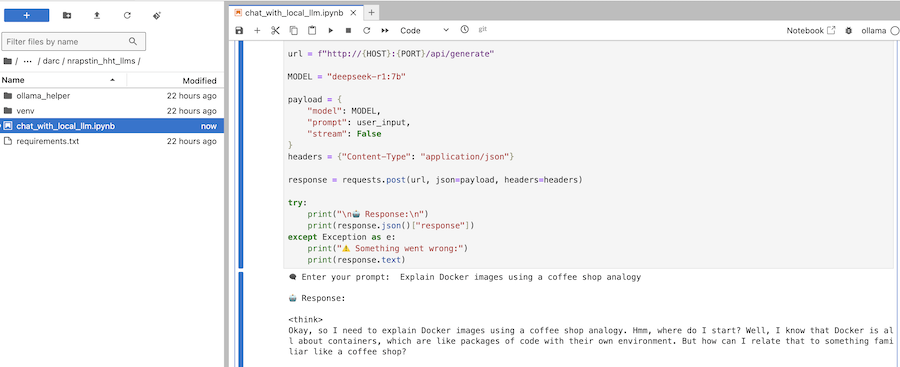 +
Filter files by name
/ ··· / darc / nrapstin_hht_llms /
Name Modified
ollama_helper 22 hours ago
venv 22 hours ago
chat_with_local_llm.ipynb now
requirements.txt 22 hours ago
chat_with_local_llm.ipynb × +
Code git Notebook ollama
url = f"http://{HOST}:{PORT}/api/generate"
MODEL = "deepseek-r1:7b"
payload = {
"model": MODEL,
"prompt": user_input,
"stream": False
}
headers = {"Content-Type": "application/json"}
response = requests.post(url, json=payload, headers=headers)
try:
print("\n🤖 Response:\n")
print(response.json()["response"])
except Exception as e:
print("⚠️ Something went wrong:")
print(response.text)
🗨 Enter your prompt: Explain Docker images using a coffee shop analogy
🤖 Response:
<think>
Okay, so I need to explain Docker images using a coffee shop analogy. Hmm, where do I start? Well, I know that Docker is al
l about containers, which are like packages of code with their own environment. But how can I relate that to something fami
liar like a coffee shop?